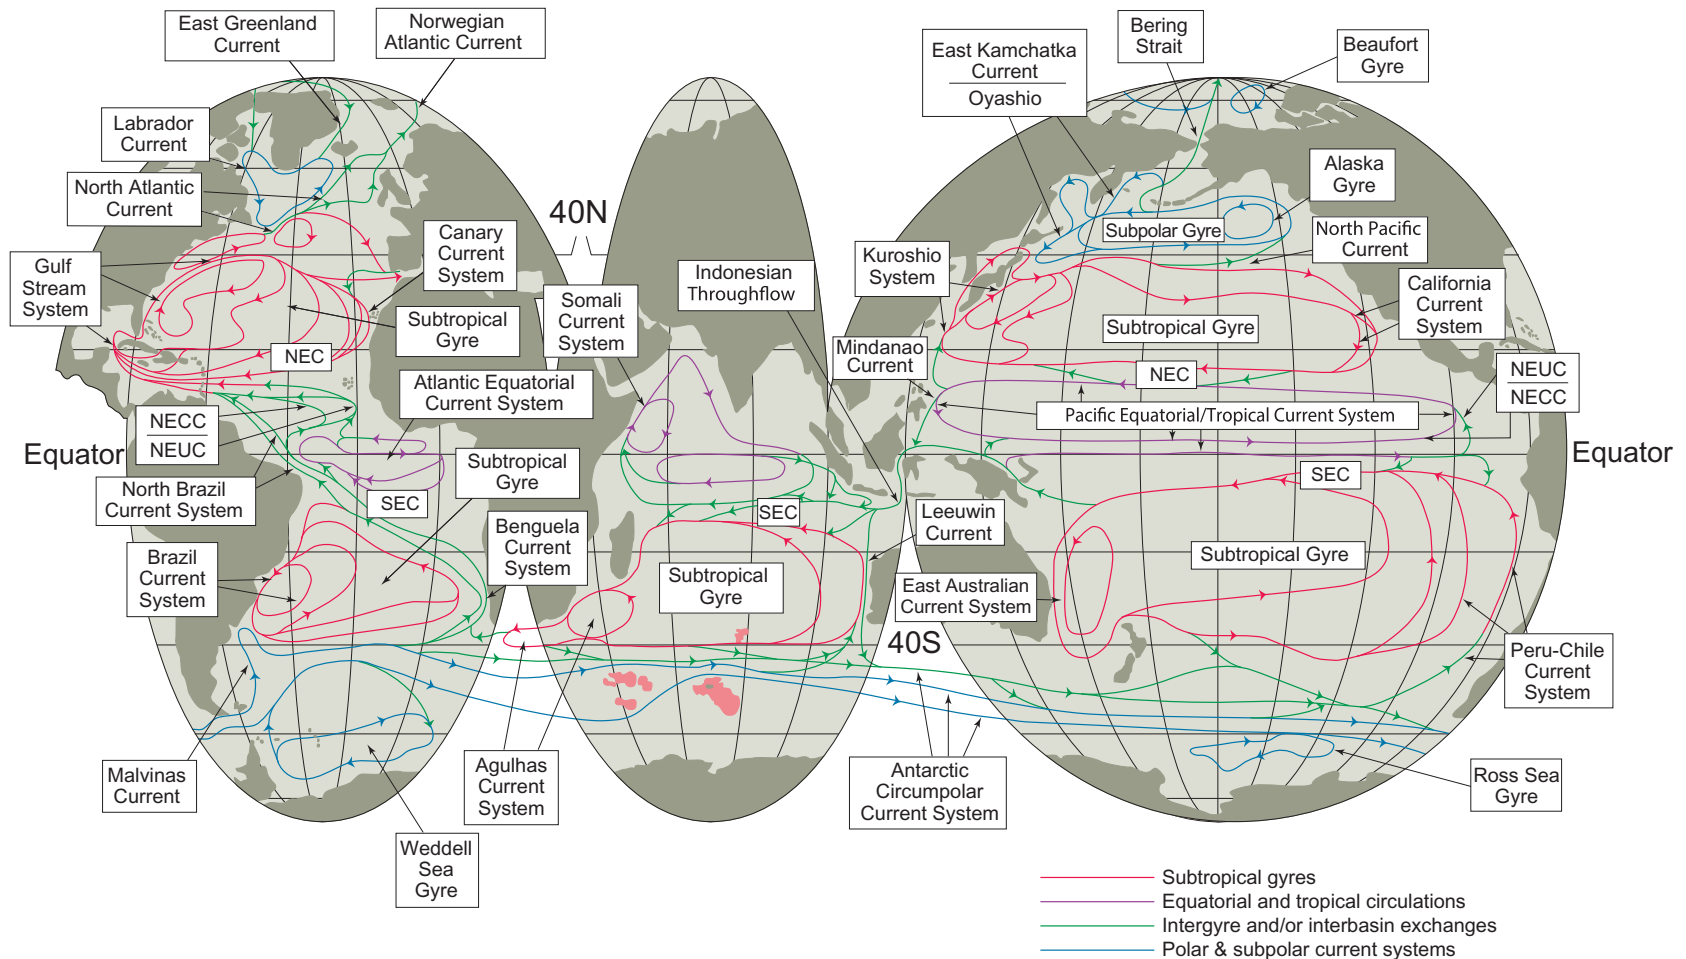 East Greenland
Current
Norwegian
Atlantic Current
Bering
Strait
Beaufort
Gyre
East Kamchatka
Current
Oyashio
Labrador
Current
Alaska
Gyre
North Atlantic
Current
40N
Canary
Current
System
Subpolar Gyre
North Pacific
Current
Gulf
Stream
System
Kuroshio
System
Indonesian
Throughflow
California
Current
System
Somali
Current
System
Subtropical
Gyre
Subtropical Gyre
Mindanao
Current
NEC
NEC
NEUC
NECC
Atlantic Equatorial
Current System
Pacific Equatorial/Tropical Current System
NECC
NEUC
Equator
Equator
Subtropical
Gyre
SEC
North Brazil
Current System
SEC
SEC
Leeuwin
Current
Benguela
Current
System
Brazil
Current
System
Subtropical Gyre
Subtropical
Gyre
East Australian
Current System
40S
Peru-Chile
Current
System
Malvinas
Current
Agulhas
Current
System
Antarctic
Circumpolar
Current System
Ross Sea
Gyre
Weddell
Sea
Gyre
Subtropical gyres
Equatorial and tropical circulations
Intergyre and/or interbasin exchanges
Polar & subpolar current systems